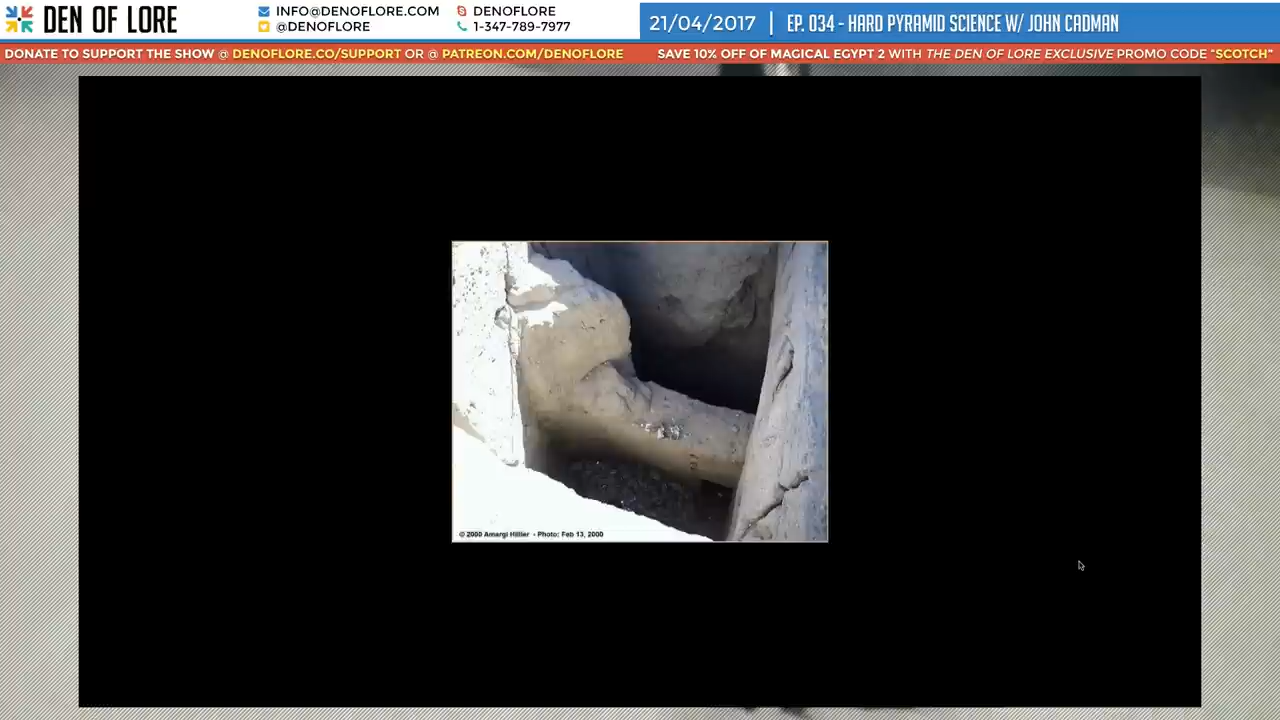 DEN OF LORE
INFO@DENOFLORE.COM
@DENOFLORE
DENOFLORE
1-347-789-7977
21/04/2017 | EP. 034 - HARD PYRAMID SCIENCE W/ JOHN CADMAN
DONATE TO SUPPORT THE SHOW @ DENOFLORE.CO/SUPPORT OR @ PATREON.COM/DENOFLORE
SAVE 10% OFF OF MAGICAL EGYPT 2 WITH THE DEN OF LORE EXCLUSIVE PROMO CODE "SCOTCH"
© 2000 Amargi Hillier - Photo: Feb 13, 2000